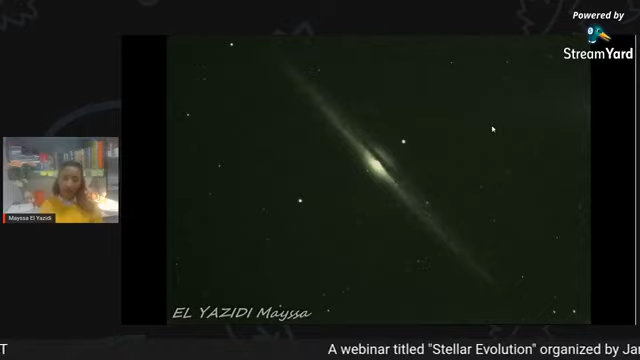 Powered by
StreamYard
Mayssa El Yazidi
EL YAZIDI Mayssa
T
A webinar titled "Stellar Evolution" organized by Ja